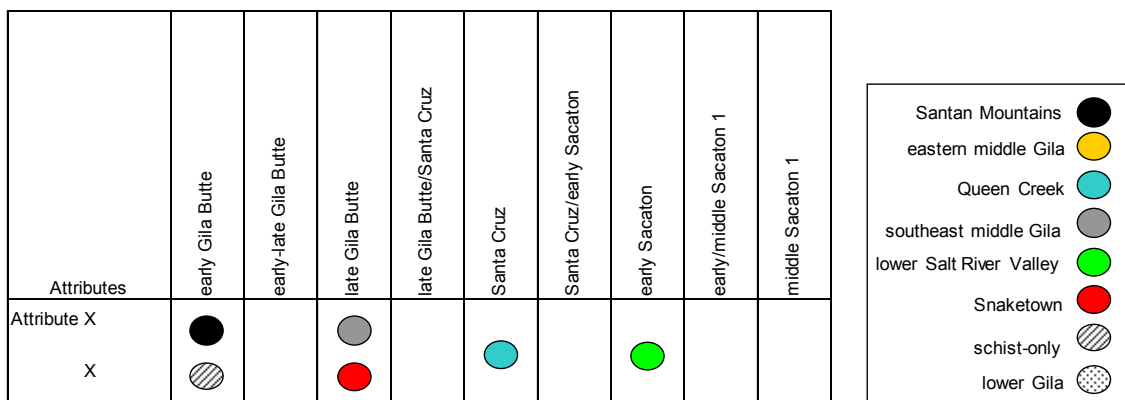 Attributes
early Gila Butte
early-late Gila Butte
late Gila Butte
late Gila Butte/Santa Cruz
Santa Cruz
Santa Cruz/early Sacaton
early Sacaton
early/middle Sacaton 1
middle Sacaton 1
Attribute X
X
Santan Mountains
eastern middle Gila
Queen Creek
southeast middle Gila
lower Salt River Valley
Snaketown
schist-only
lower Gila